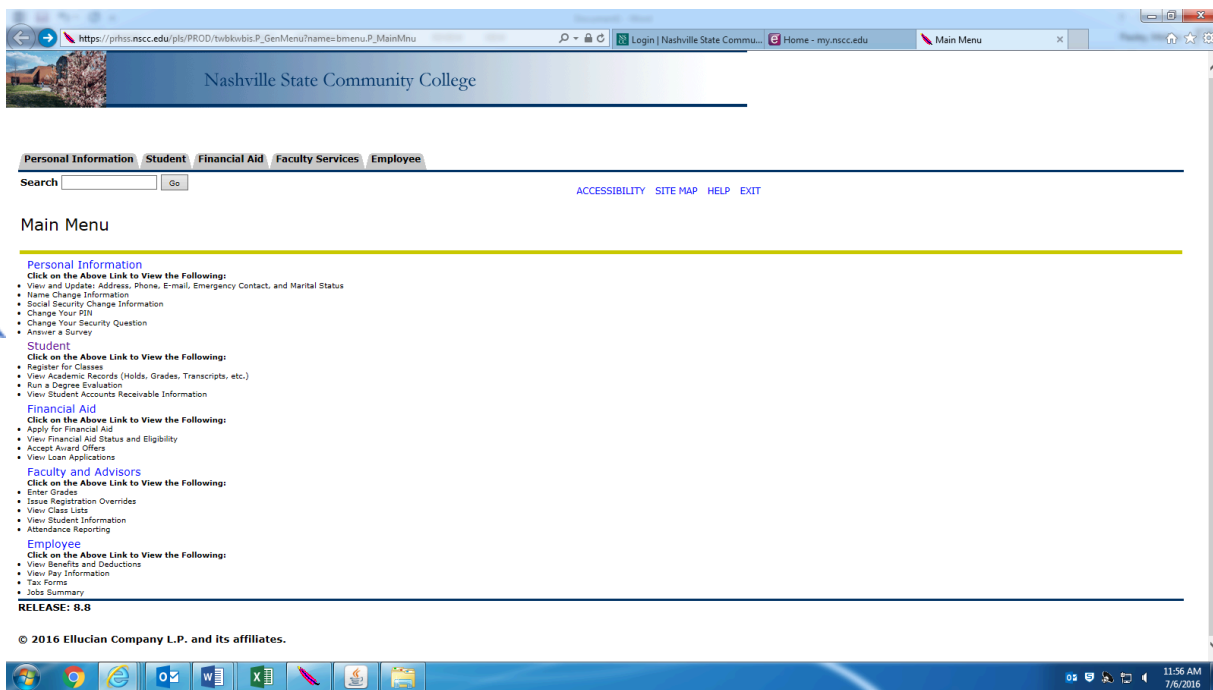 https://prhss.nscc.edu/pls/PROD/twbkwbis.P_GenMenu?name=bmenu.P_MainMnu
Login | Nashville State Commu...
Home - my.nscc.edu
Main Menu
Nashville State Community College
Personal Information Student Financial Aid Faculty Services Employee
Search Go
ACCESSIBILITY SITE MAP HELP EXIT
Main Menu
Personal Information
Click on the Above Link to View the Following:
• View and Update: Address, Phone, E-mail, Emergency Contact, and Marital Status
• Name Change Information
• Social Security Change Information
• Change Your PIN
• Change Your Security Question
• Answer a Survey
Student
Click on the Above Link to View the Following:
• Register for Classes
• View Academic Records (Holds, Grades, Transcripts, etc.)
• Run a Degree Evaluation
• View Student Accounts Receivable Information
Financial Aid
Click on the Above Link to View the Following:
• Apply for Financial Aid
• View Financial Aid Status and Eligibility
• Accept Award Offers
• View Loan Applications
Faculty and Advisors
Click on the Above Link to View the Following:
• Enter Grades
• Issue Registration Overrides
• View Class Lists
• View Student Information
• Attendance Reporting
Employee
Click on the Above Link to View the Following:
• View Benefits and Deductions
• View Pay Information
• Tax Forms
• Jobs Summary
RELEASE: 8.8
© 2016 Ellucian Company L.P. and its affiliates.
11:56 AM
7/6/2016